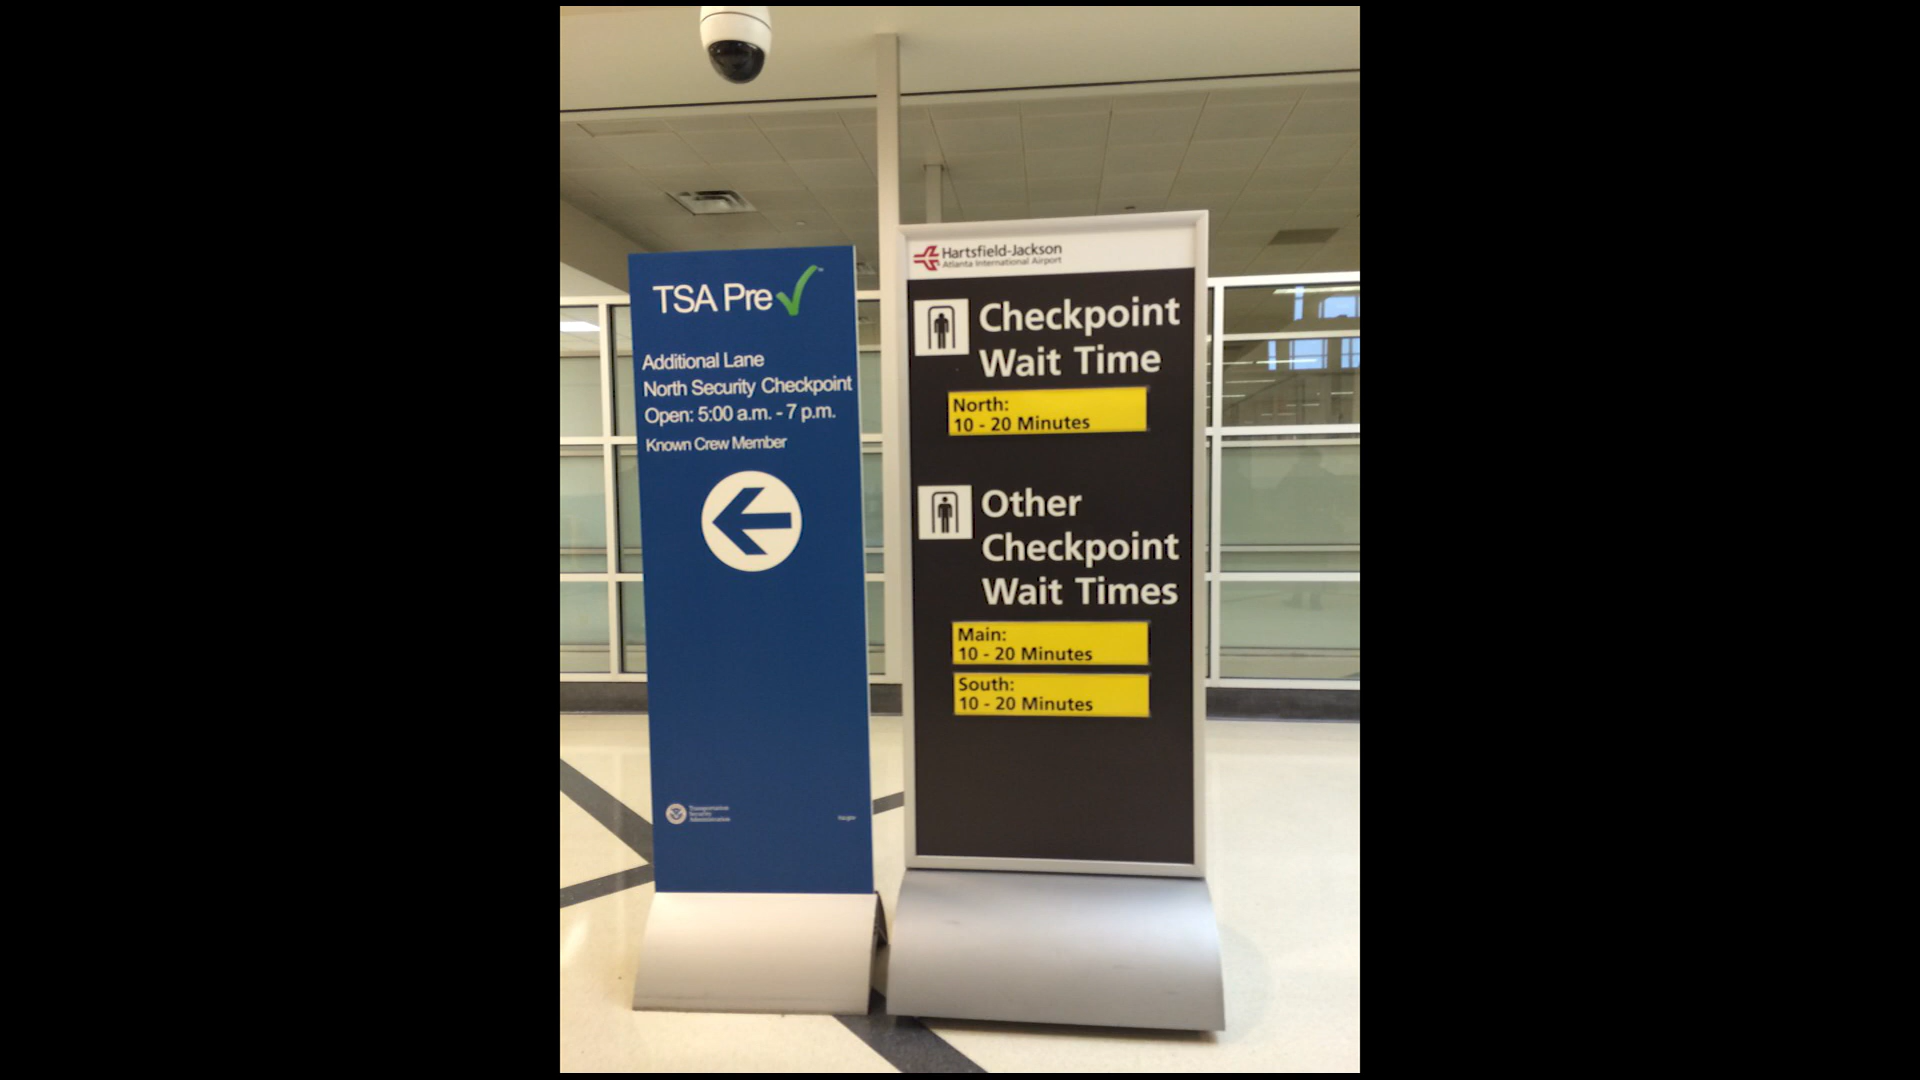 TSA Pre✓™
Additional Lane
North Security Checkpoint
Open: 5:00 a.m. - 7 p.m.
Known Crew Member
Transportation
Security
Administration
Hartsfield-Jackson
Atlanta International Airport
Checkpoint
Wait Time
North:
10 - 20 Minutes
Other
Checkpoint
Wait Times
Main:
10 - 20 Minutes
South:
10 - 20 Minutes